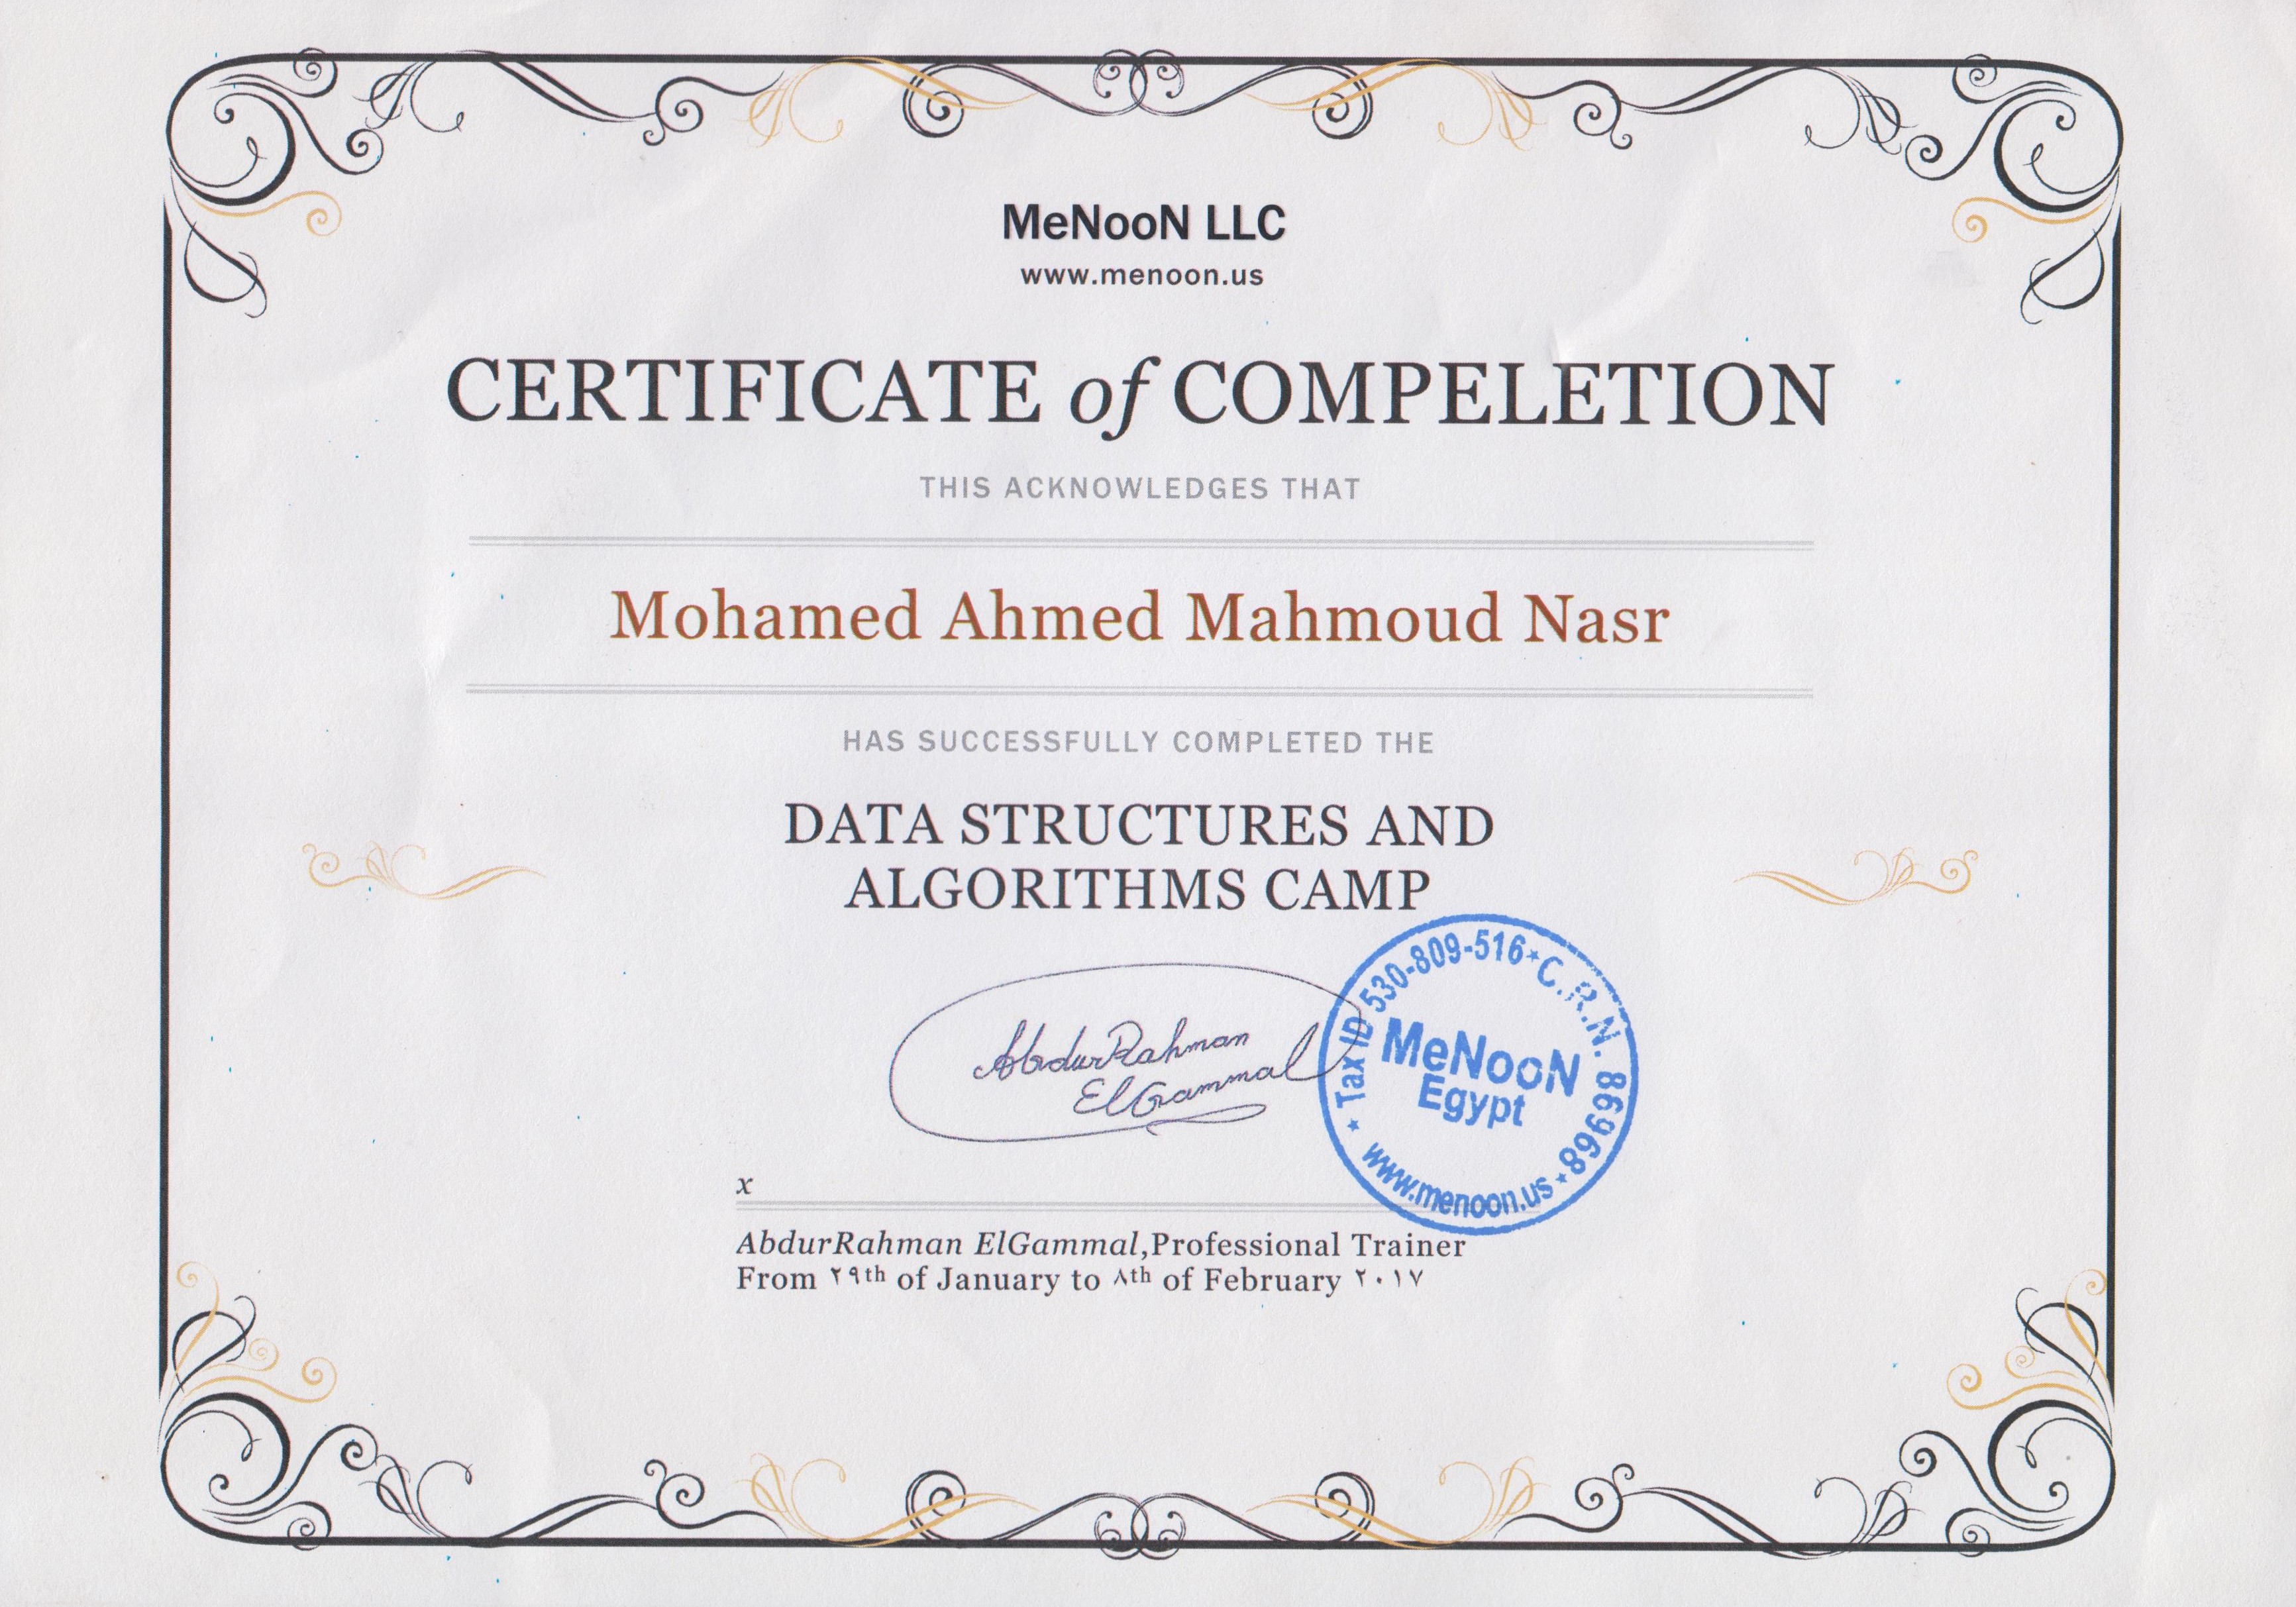 MeNooN LLC
www.menoon.us
CERTIFICATE of COMPELETION
THIS ACKNOWLEDGES THAT
Mohamed Ahmed Mahmoud Nasr
HAS SUCCESSFULLY COMPLETED THE
DATA STRUCTURES AND
ALGORITHMS CAMP
AbdurRahman
ElGammal
Tax ID 530-809-516 * C.R.N. 86968 *
MeNooN
Egypt
www.menoon.us *
x
AbdurRahman ElGammal,Professional Trainer
From ٢٩th of January to ٨th of February ٢٠١٧